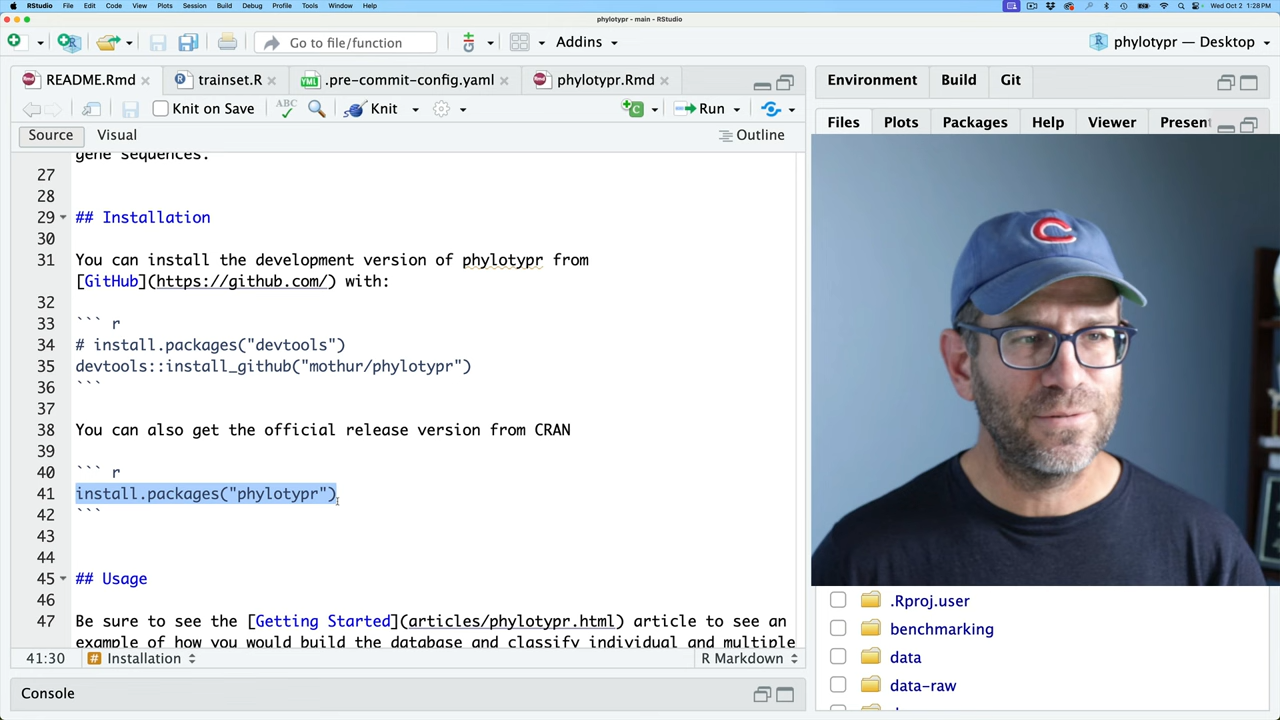 RStudio File Edit Code View Plots Session Build Debug Profile Tools Window Help
Wed Oct 2 1:28PM
phylotypr - main - RStudio
Go to file/function
Addins
phylotypr — Desktop
README.Rmd
trainset.R
.pre-commit-config.yaml
phylotypr.Rmd
Environment Build Git
Knit on Save
ABC
Knit
Run
Files Plots Packages Help Viewer Present
Source Visual
Outline
gene sequences.
27
28
29 ## Installation
30
31 You can install the development version of phylotypr from
[GitHub](https://github.com/) with:
32
33 ``` r
34 # install.packages("devtools")
35 devtools::install_github("mothur/phylotypr")
36 ```
37
38 You can also get the official release version from CRAN
39
40 ``` r
41 install.packages("phylotypr")
42 ```
43
44
45 ## Usage
46
47 Be sure to see the [Getting Started](articles/phylotypr.html) article to see an
example of how you would build the database and classify individual and multiple
41:30 # Installation R Markdown
Console
C
.Rproj.user
benchmarking
data
data-raw